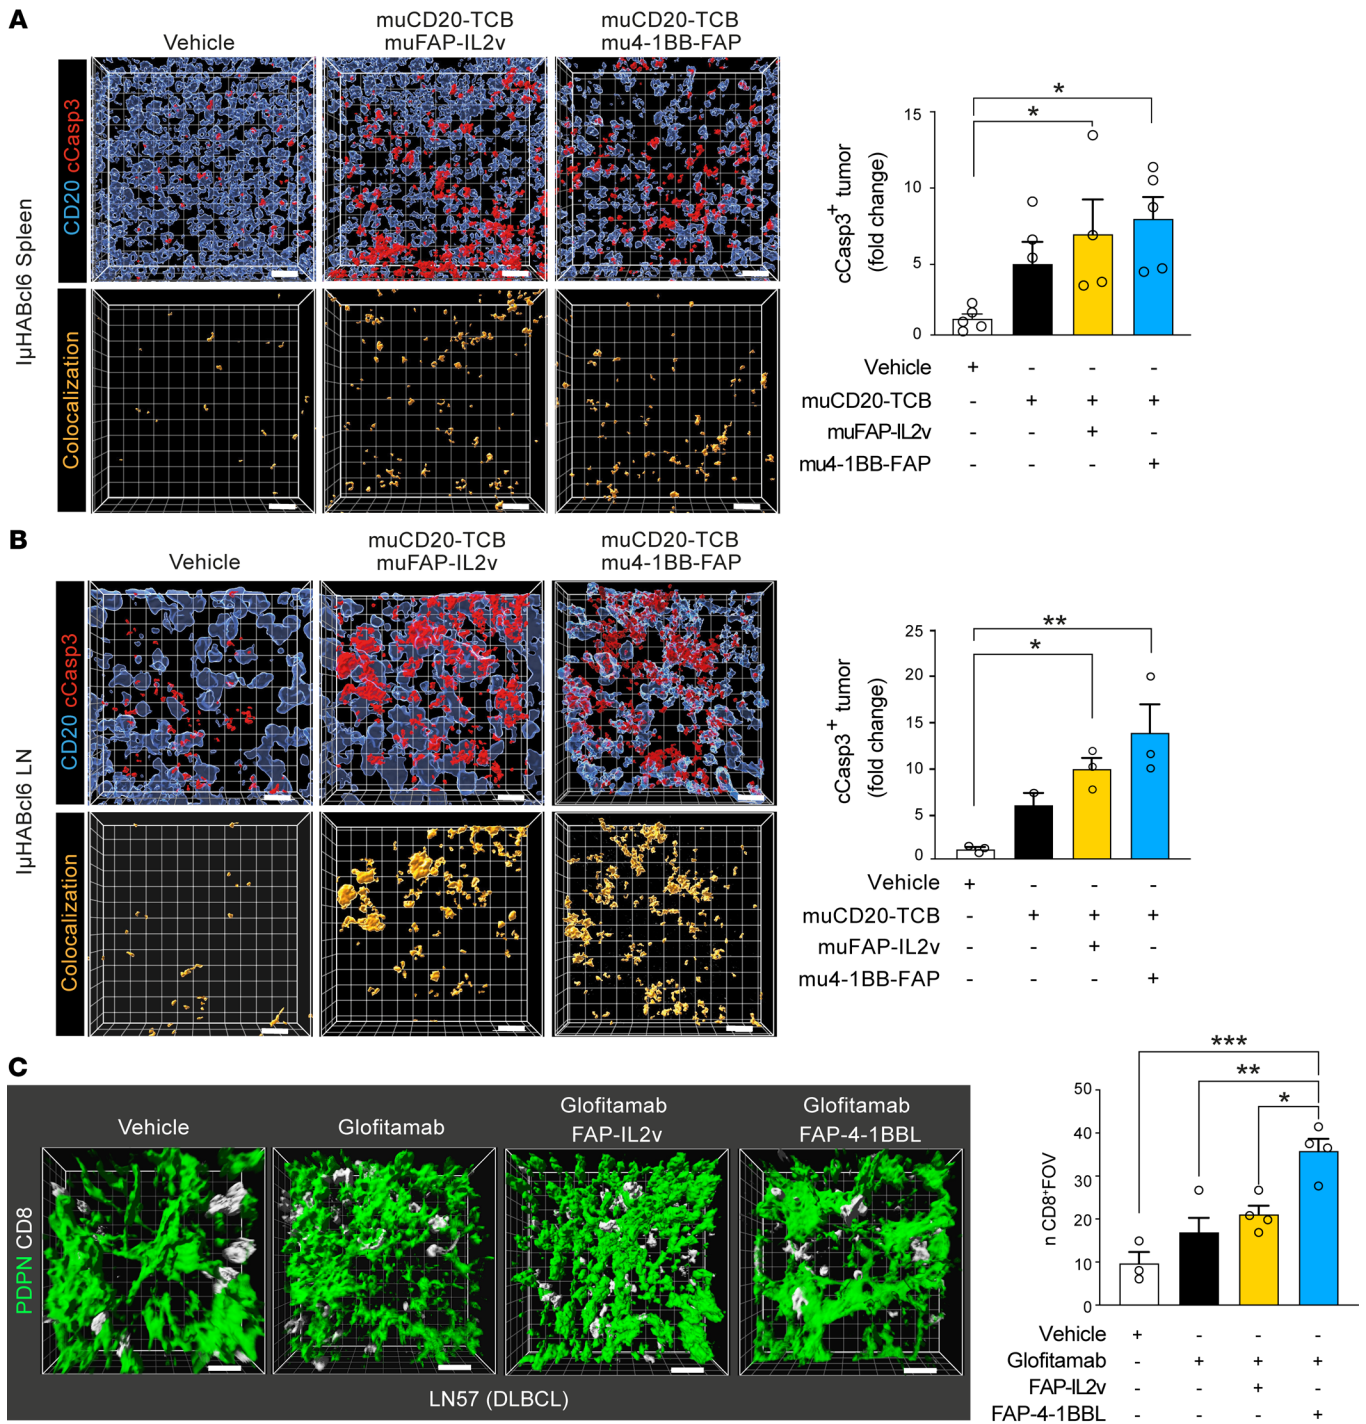 A
Vehicle
muCD20-TCB
muFAP-IL2v
muCD20-TCB
mu4-1BB-FAP
IµHABcl6 Spleen
CD20 cCasp3
Colocalization
cCasp3+ tumor
(fold change)
15
10
5
0
*
*
Vehicle + - - -
muCD20-TCB - + + +
muFAP-IL2v - - + -
mu4-1BB-FAP - - - +
B
Vehicle
muCD20-TCB
muFAP-IL2v
muCD20-TCB
mu4-1BB-FAP
IµHABcl6 LN
CD20 cCasp3
Colocalization
cCasp3+ tumor
(fold change)
25
20
15
10
5
0
**
*
Vehicle + - - -
muCD20-TCB - + + +
muFAP-IL2v - - + -
mu4-1BB-FAP - - - +
C
Vehicle
Glofitamab
Glofitamab
FAP-IL2v
Glofitamab
FAP-4-1BBL
PDPN CD8
LN57 (DLBCL)
n CD8+FOV
50
40
30
20
10
0
***
**
*
Vehicle + - - -
Glofitamab - + + +
FAP-IL2v - - + -
FAP-4-1BBL - - - +